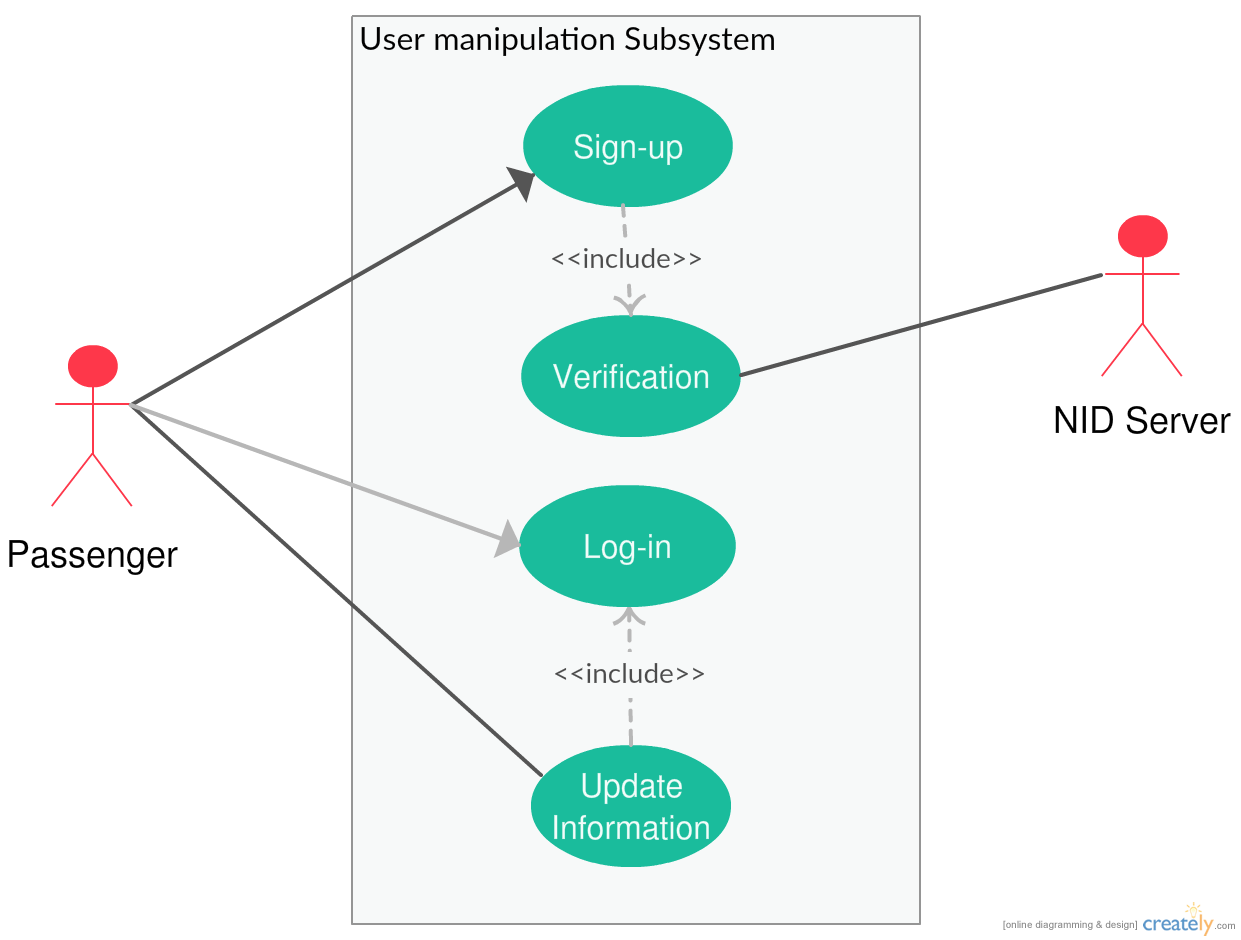 User manipulation Subsystem
Sign-up
<<include>>
Verification
NID Server
Log-in
Passenger
<<include>>
Update
Information
[online diagramming & design] creately.com